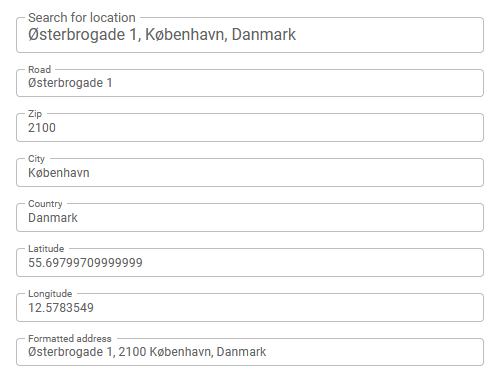 Search for location
Østerbrogade 1, København, Danmark
Road
Østerbrogade 1
Zip
2100
City
København
Country
Danmark
Latitude
55.69799709999999
Longitude
12.5783549
Formatted address
Østerbrogade 1, 2100 København, Danmark